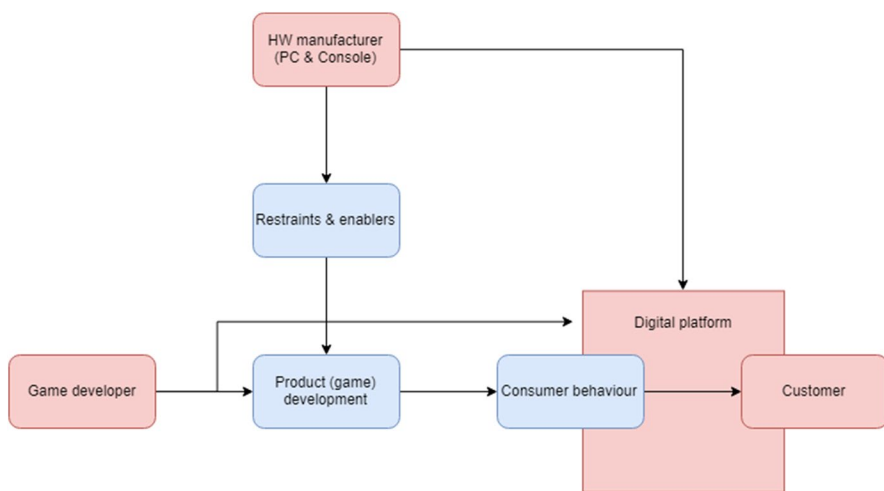 HW manufacturer
(PC & Console)
Restraints & enablers
Digital platform
Game developer
Product (game)
development
Consumer behaviour
Customer